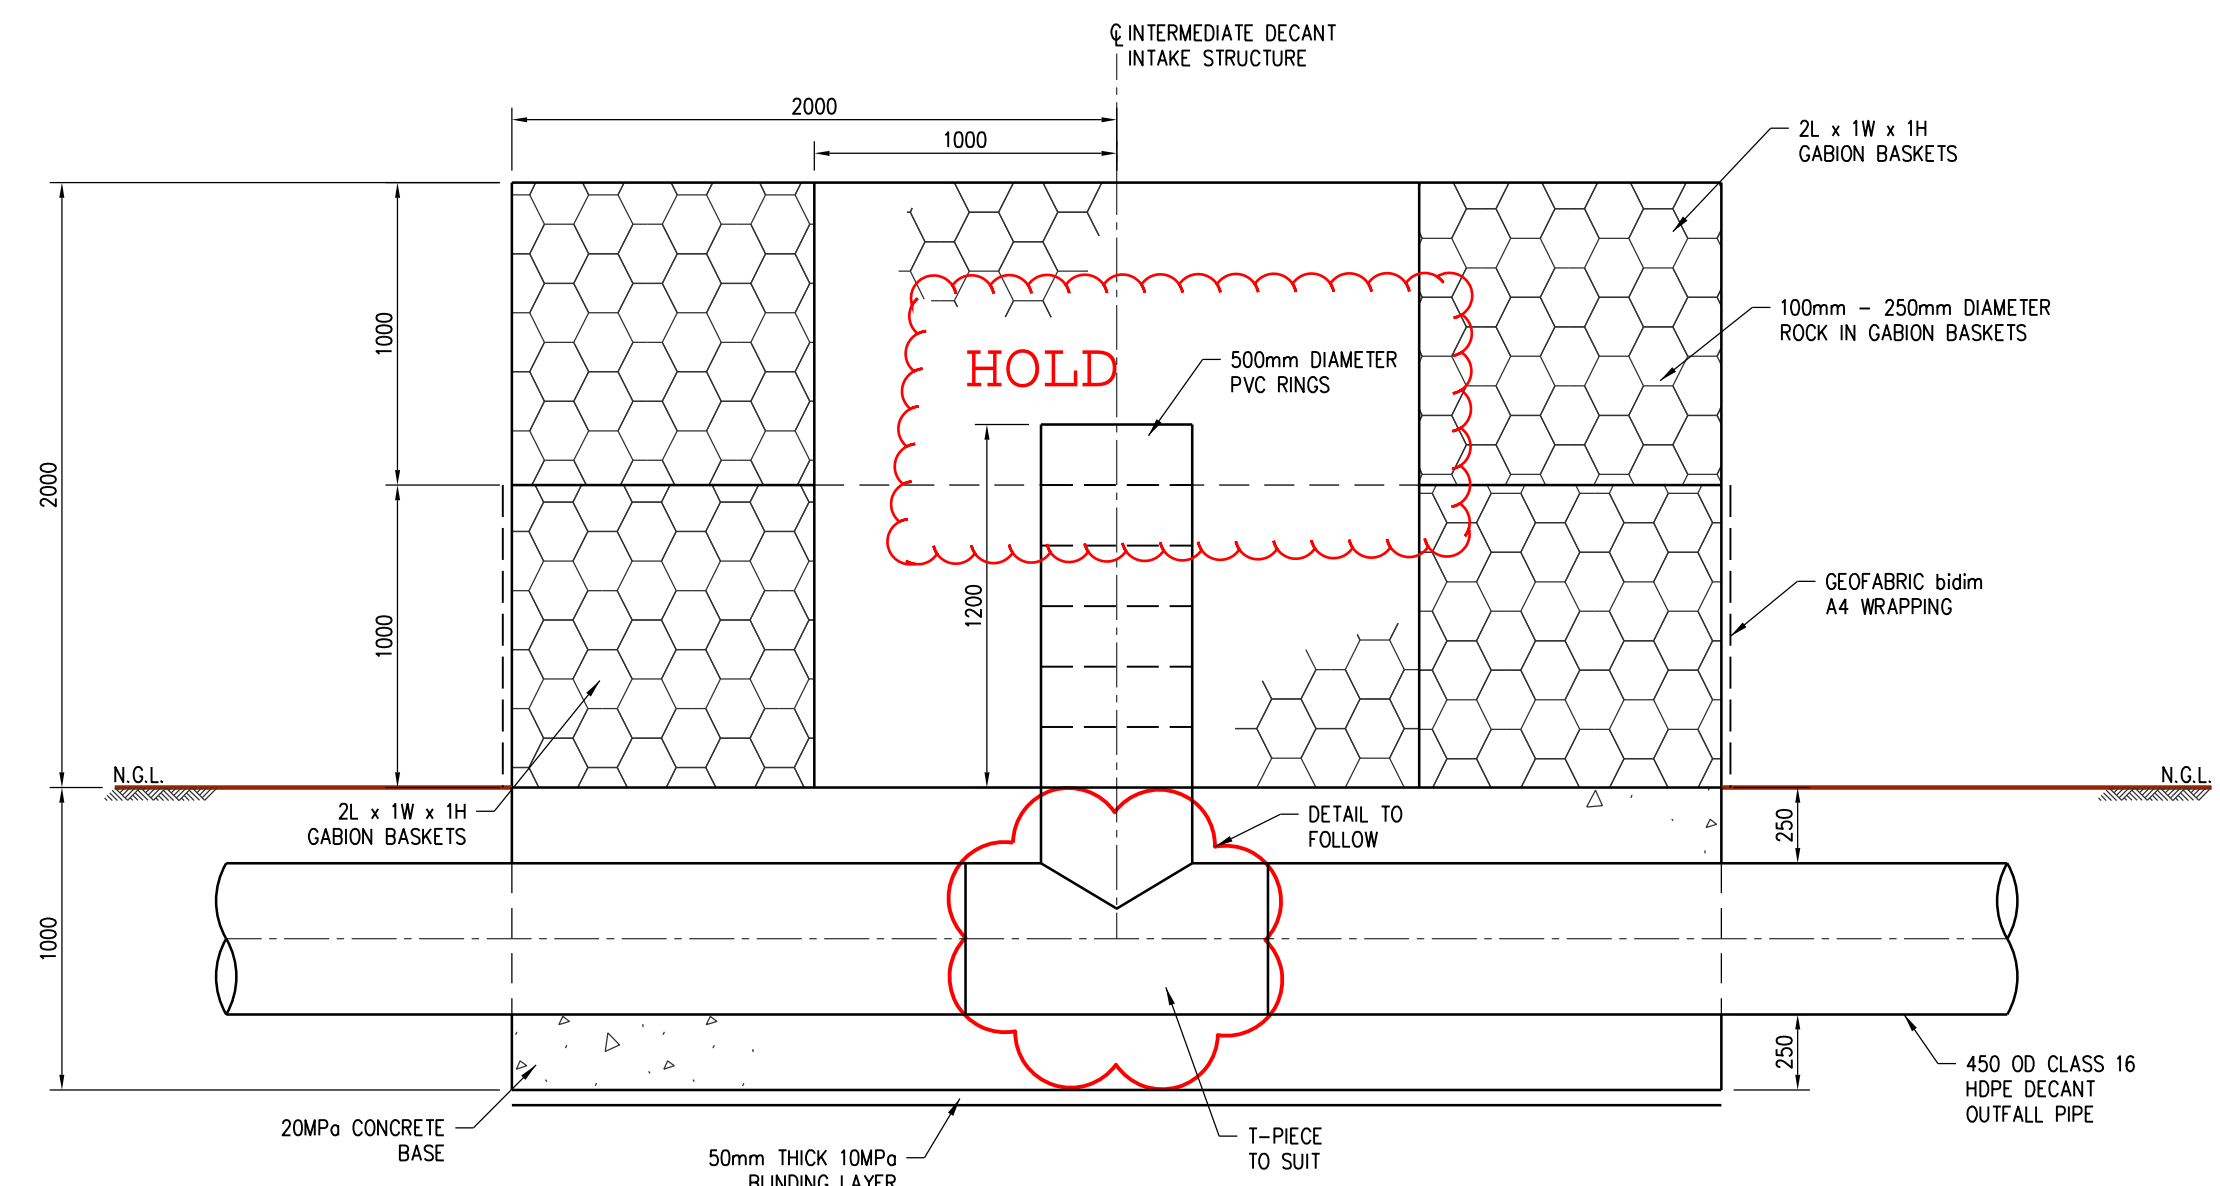 ℄ INTERMEDIATE DECANT
INTAKE STRUCTURE
2000
1000
2L x 1W x 1H
GABION BASKETS
100mm - 250mm DIAMETER
ROCK IN GABION BASKETS
1000
HOLD
500mm DIAMETER
PVC RINGS
2000
1200
1000
GEOFABRIC bidim
A4 WRAPPING
N.G.L.
N.G.L.
2L x 1W x 1H
GABION BASKETS
DETAIL TO
FOLLOW
250
1000
250
450 OD CLASS 16
HDPE DECANT
OUTFALL PIPE
20MPa CONCRETE
BASE
T-PIECE
TO SUIT
50mm THICK 10MPa
BLINDING LAYER